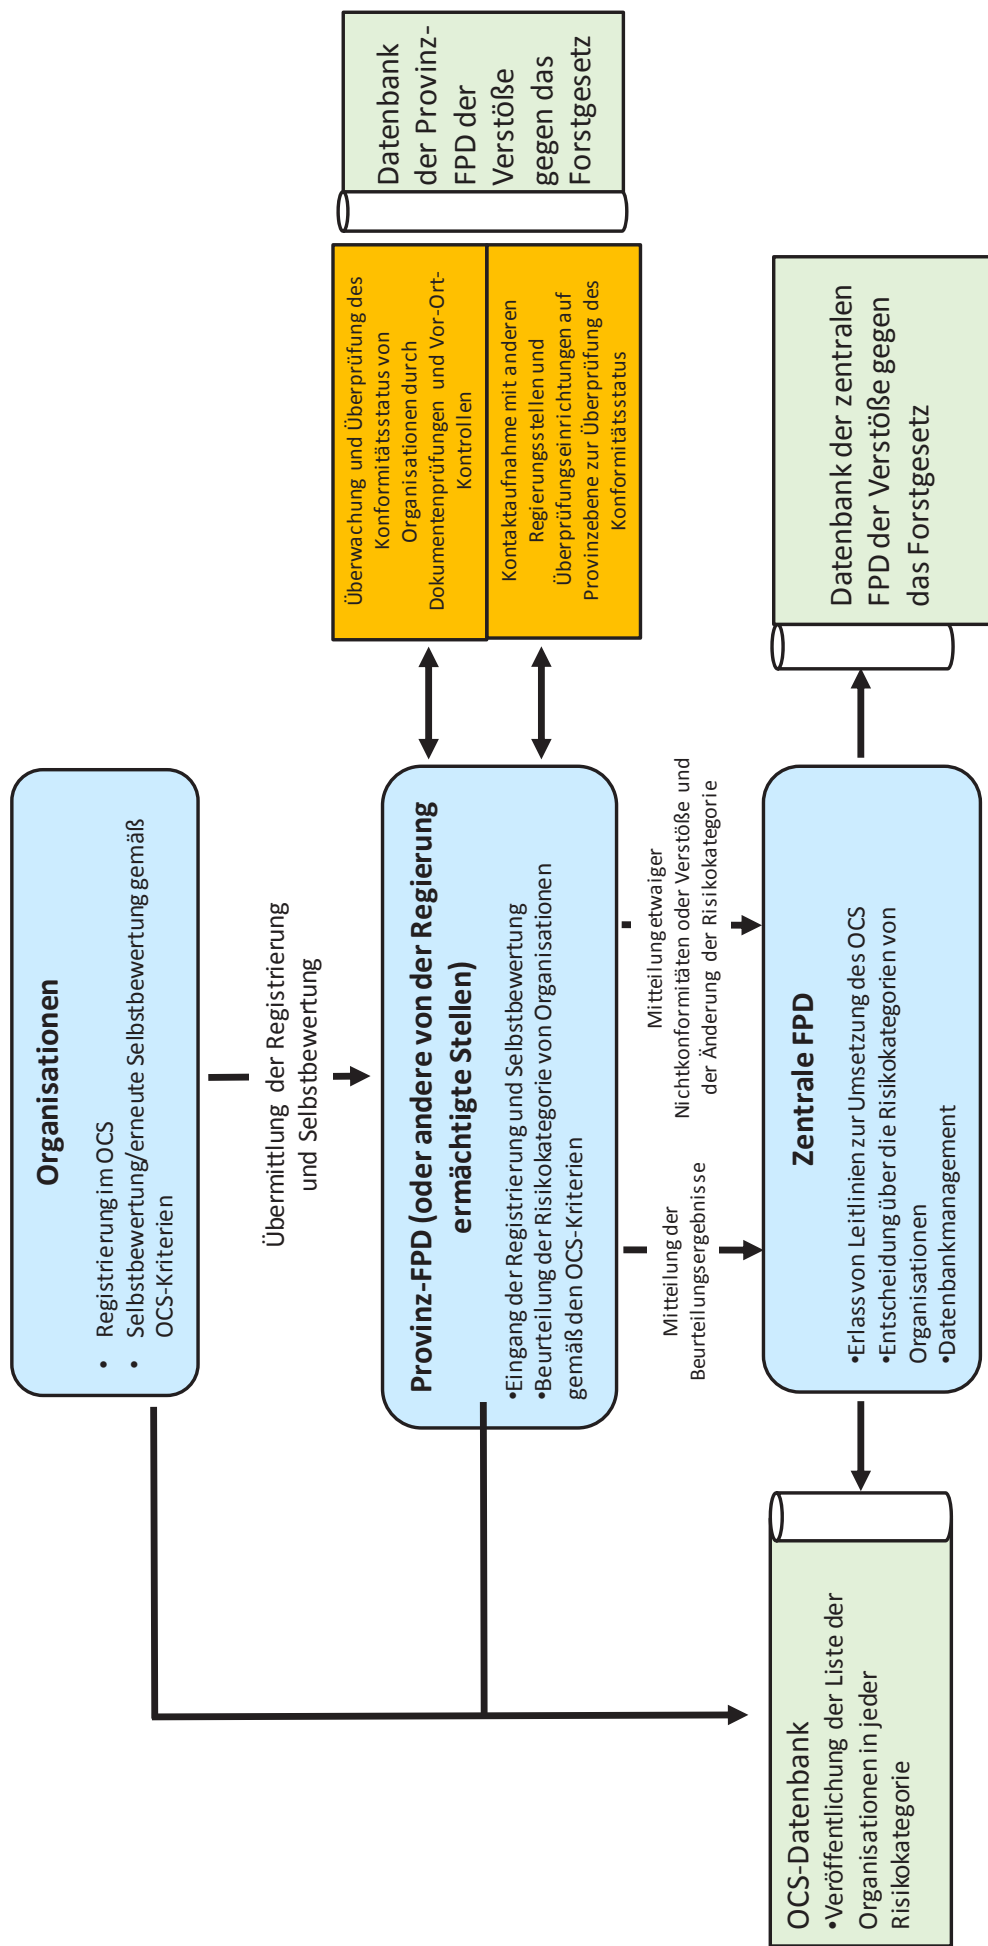 Organisationen
• Registrierung im OCS
• Selbstbewertung/erneute Selbstbewertung gemäß
OCS-Kriterien
Übermittlung der Registrierung
und Selbstbewertung
Provinz-FPD (oder andere von der Regierung
ermächtigte Stellen)
•Eingang der Registrierung und Selbstbewertung
•Beurteilung der Risikokategorie von Organisationen
gemäß den OCS-Kriterien
Überwachung und Überprüfung des
Konformitätsstatus von
Organisationen durch
Dokumentenprüfungen und Vor-Ort-
Kontrollen
Kontaktaufnahme mit anderen
Regierungsstellen und
Überprüfungseinrichtungen auf
Provinzebene zur Überprüfung des
Konformitätsstatus
Datenbank
der Provinz-
FPD der
Verstöße
gegen das
Forstgesetz
Mitteilung der
Beurteilungsergebnisse
Mitteilung etwaiger
Nichtkonformitäten oder Verstöße und
der Änderung der Risikokategorie
OCS-Datenbank
•Veröffentlichung der Liste der
Organisationen in jeder
Risikokategorie
Zentrale FPD
•Erlass von Leitlinien zur Umsetzung des OCS
•Entscheidung über die Risikokategorien von
Organisationen
•Datenbankmanagement
Datenbank der zentralen
FPD der Verstöße gegen
das Forstgesetz